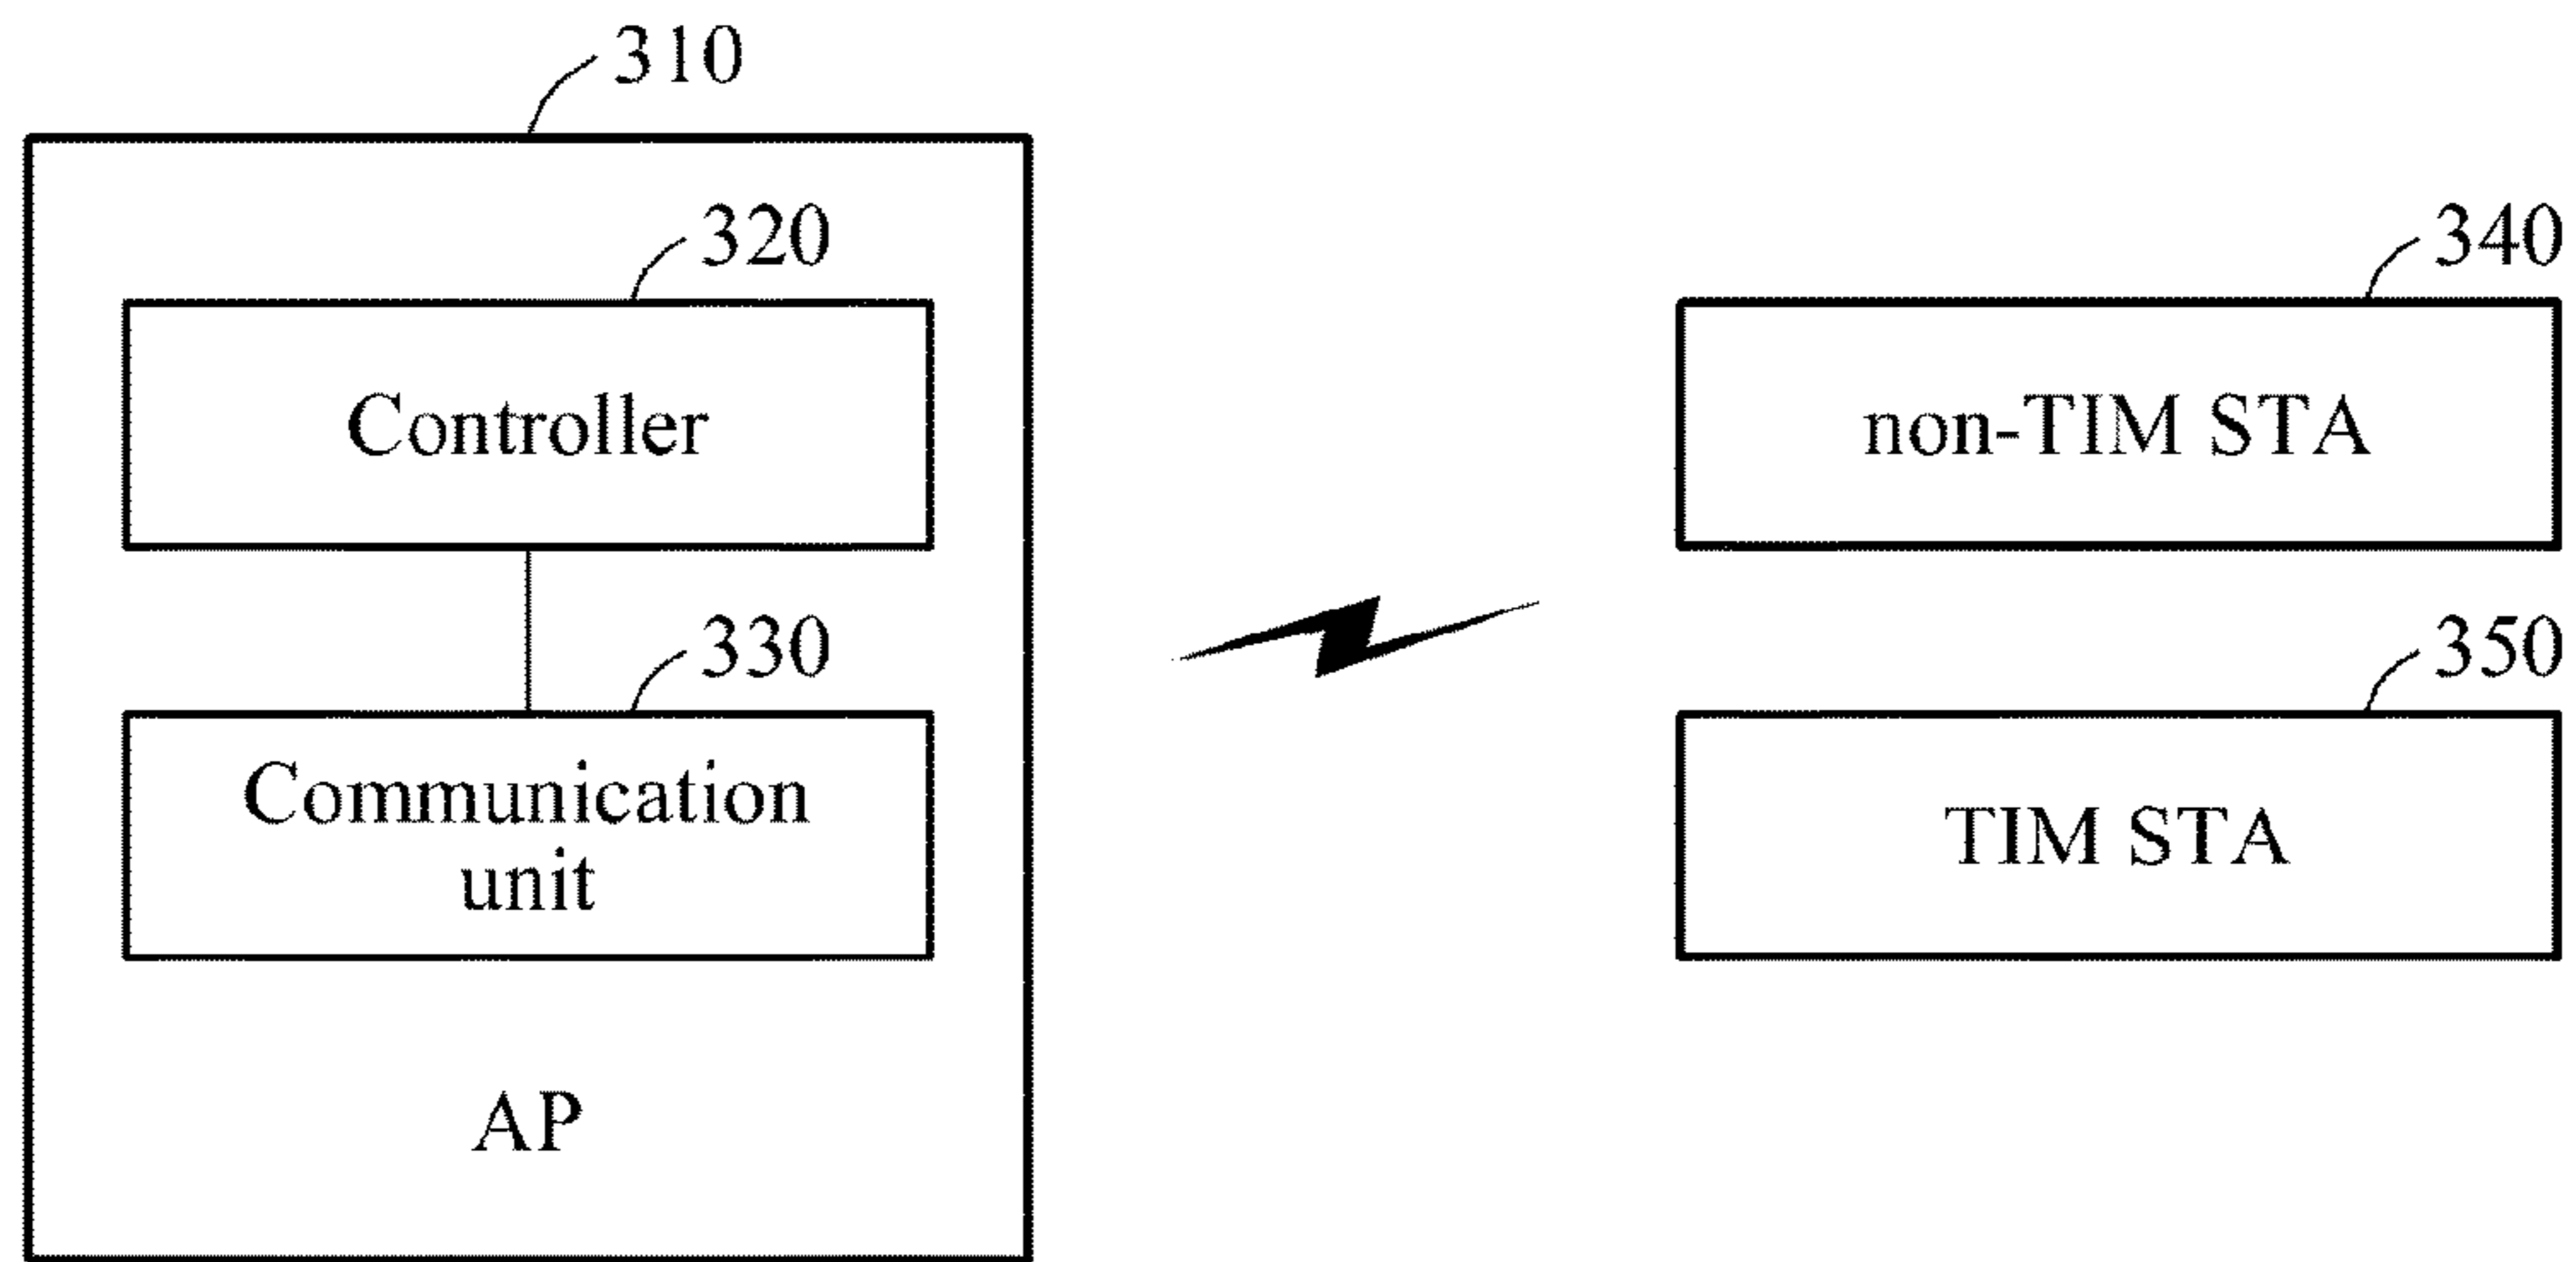 310
320
340
Controller
non-TIM STA
330
350
Communication
unit
TIM STA
AP